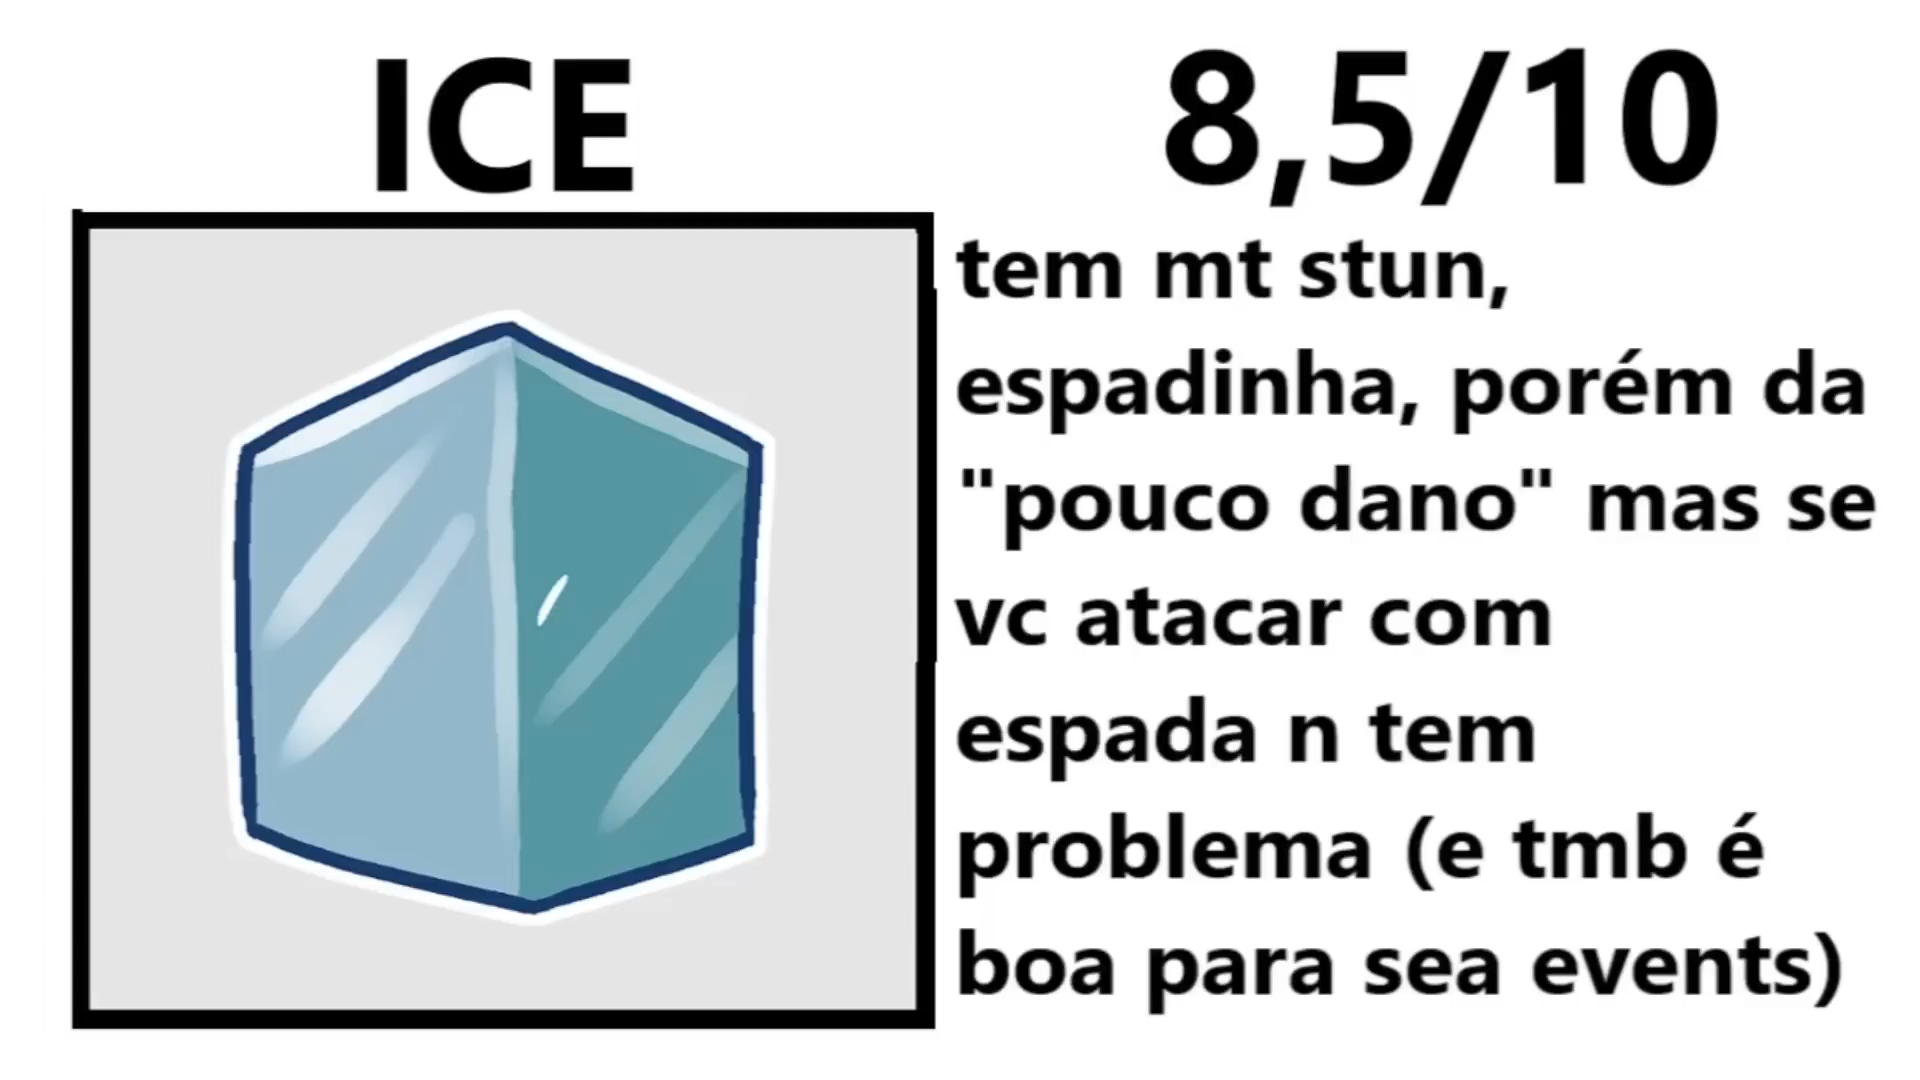 ICE
8,5/10
tem mt stun,
espadinha, porém da
"pouco dano" mas se
vc atacar com
espada n tem
problema (e tmb é
boa para sea events)